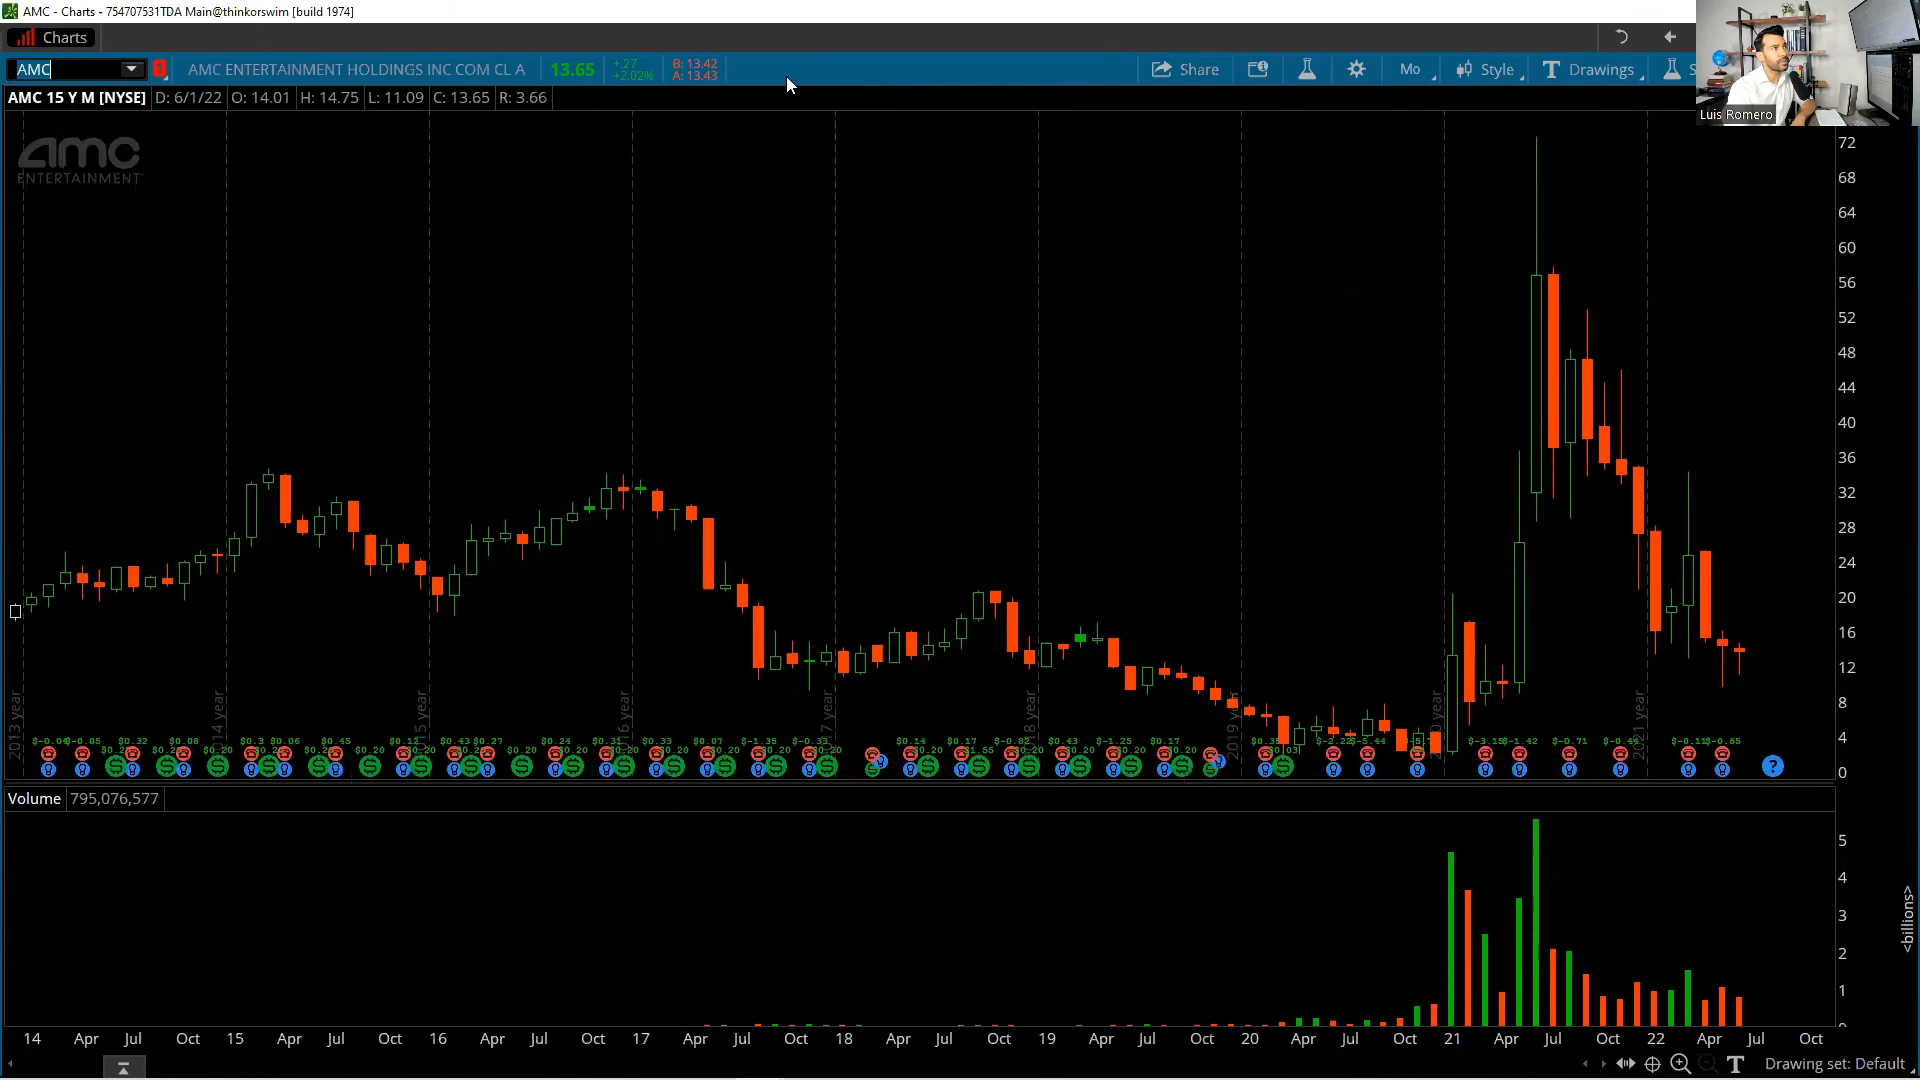 AMC - Charts - 754707531TDA Main@thinkorswim [build 1974]
Charts
AMC
1
AMC ENTERTAINMENT HOLDINGS INC COM CL A
13.65
+.27
+2.02%
B: 13.42
A: 13.43
Share
Mo
Style
Drawings
S
Luis Romero
AMC 15 Y M [NYSE] D: 6/1/22 O: 14.01 H: 14.75 L: 11.09 C: 13.65 R: 3.66
amc
ENTERTAINMENT
72
68
64
60
56
52
48
44
40
36
32
28
24
20
16
12
8
4
0
2013 year
2021 year
Volume 795,076,577
5
4
3
2
1
<billions>
14 Apr Jul Oct 15 Apr Jul Oct 16 Apr Jul Oct 17 Apr Jul Oct 18 Apr Jul Oct 19 Apr Jul Oct 20 Apr Jul Oct 21 Apr Jul Oct 22 Apr Jul Oct
Drawing set: Default